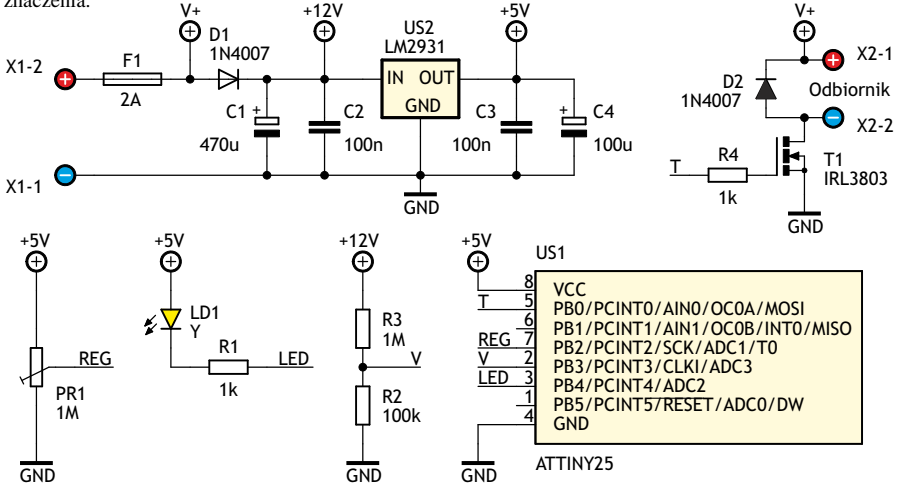 znaczenia.
V+
+12V
+5V
V+
D1
1N4007
US2
LM2931
X1-2
F1
2A
IN OUT
GND
C1 +
470u
C2
100n
C3
100n
+ C4
100u
X1-1
GND
X2-1
D2
1N4007
Odbiornik
X2-2
T
R4
1k
T1
IRL3803
GND
+5V
REG
PR1
1M
GND
+5V
LD1
Y
R1
1k
LED
+12V
R3
1M
V
R2
100k
GND
+5V
US1
8 VCC
T 5 PB0/PCINT0/AIN0/OC0A/MOSI
6 PB1/PCINT1/AIN1/OC0B/INT0/MISO
REG 7 PB2/PCINT2/SCK/ADC1/T0
V 2 PB3/PCINT3/CLKI/ADC3
LED 3 PB4/PCINT4/ADC2
1 PB5/PCINT5/RESET/ADC0/DW
4 GND
GND
ATTINY25